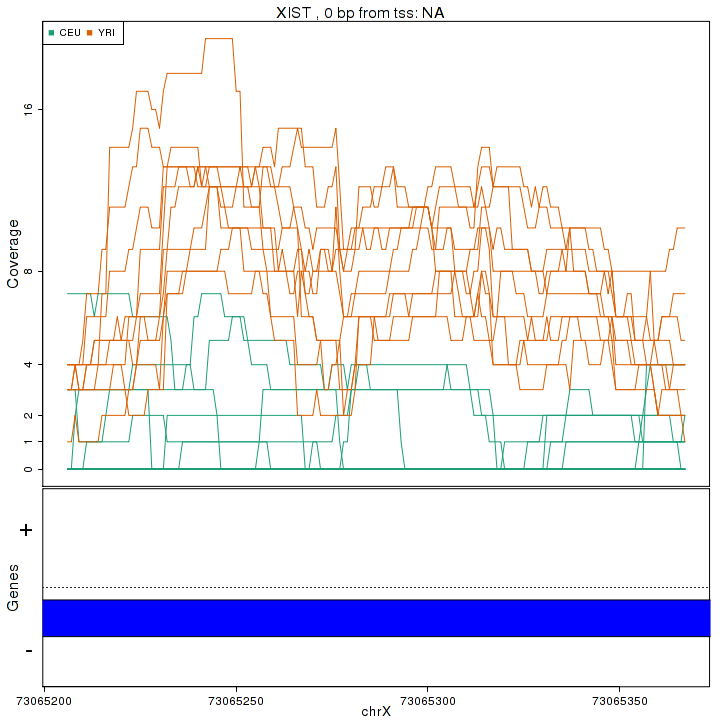 XIST , 0 bp from tss: NA
CEU YRI
Coverage
16
8
4
2
1
0
Genes
+
-
73065200 73065250 73065300 73065350
chrX